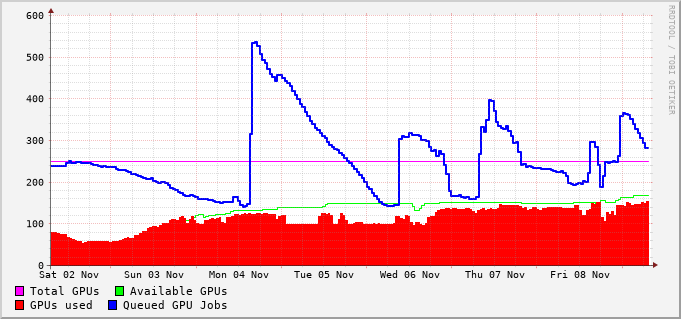 600
500
400
300
200
100
0
Sat 02 Nov Sun 03 Nov Mon 04 Nov Tue 05 Nov Wed 06 Nov Thu 07 Nov Fri 08 Nov
Total GPUs Available GPUs
GPUs used Queued GPU Jobs
RRDTOOL / TOBI OETIKER